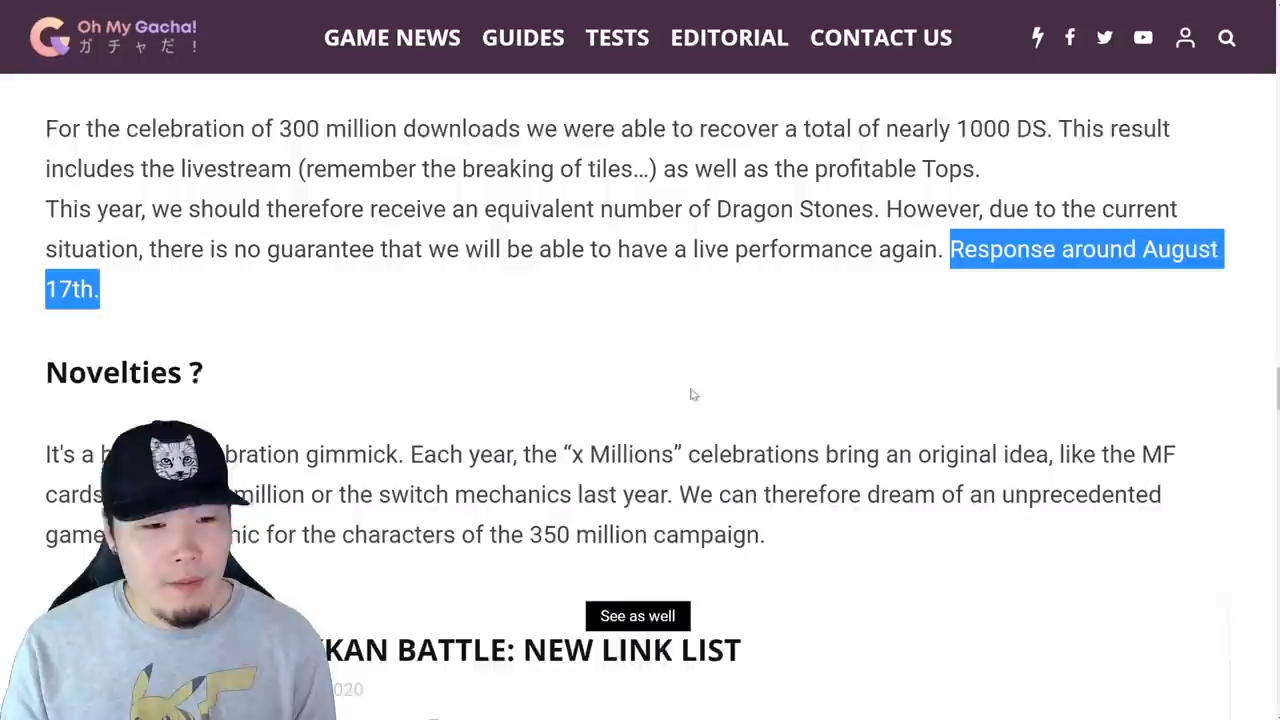 Oh My Gacha!
ガチャだ!
GAME NEWS GUIDES TESTS EDITORIAL CONTACT US
For the celebration of 300 million downloads we were able to recover a total of nearly 1000 DS. This result
includes the livestream (remember the breaking of tiles…) as well as the profitable Tops.
This year, we should therefore receive an equivalent number of Dragon Stones. However, due to the current
situation, there is no guarantee that we will be able to have a live performance again. Response around August
17th.
Novelties ?
It's a bration gimmick. Each year, the “x Millions” celebrations bring an original idea, like the MF
cards million or the switch mechanics last year. We can therefore dream of an unprecedented
game nic for the characters of the 350 million campaign.
See as well
KKAN BATTLE: NEW LINK LIST
020